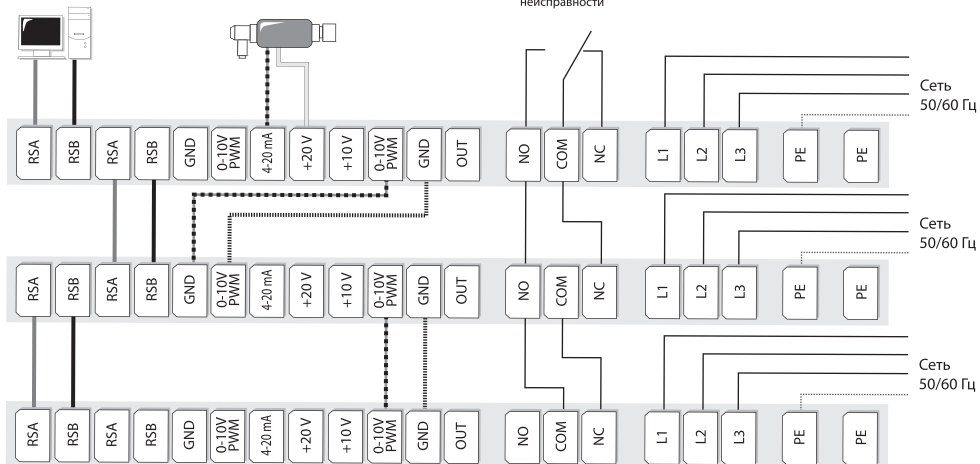 неисправности
Сеть
50/60 Гц
RSA RSB RSA RSB GND 0-10V PWM 4-20 mA +20 V +10 V 0-10V PWM GND OUT NO COM NC L1 L2 L3 PE PE
Сеть
50/60 Гц
RSA RSB RSA RSB GND 0-10V PWM 4-20 mA +20 V +10 V 0-10V PWM GND OUT NO COM NC L1 L2 L3 PE PE
Сеть
50/60 Гц
RSA RSB RSA RSB GND 0-10V PWM 4-20 mA +20 V +10 V 0-10V PWM GND OUT NO COM NC L1 L2 L3 PE PE